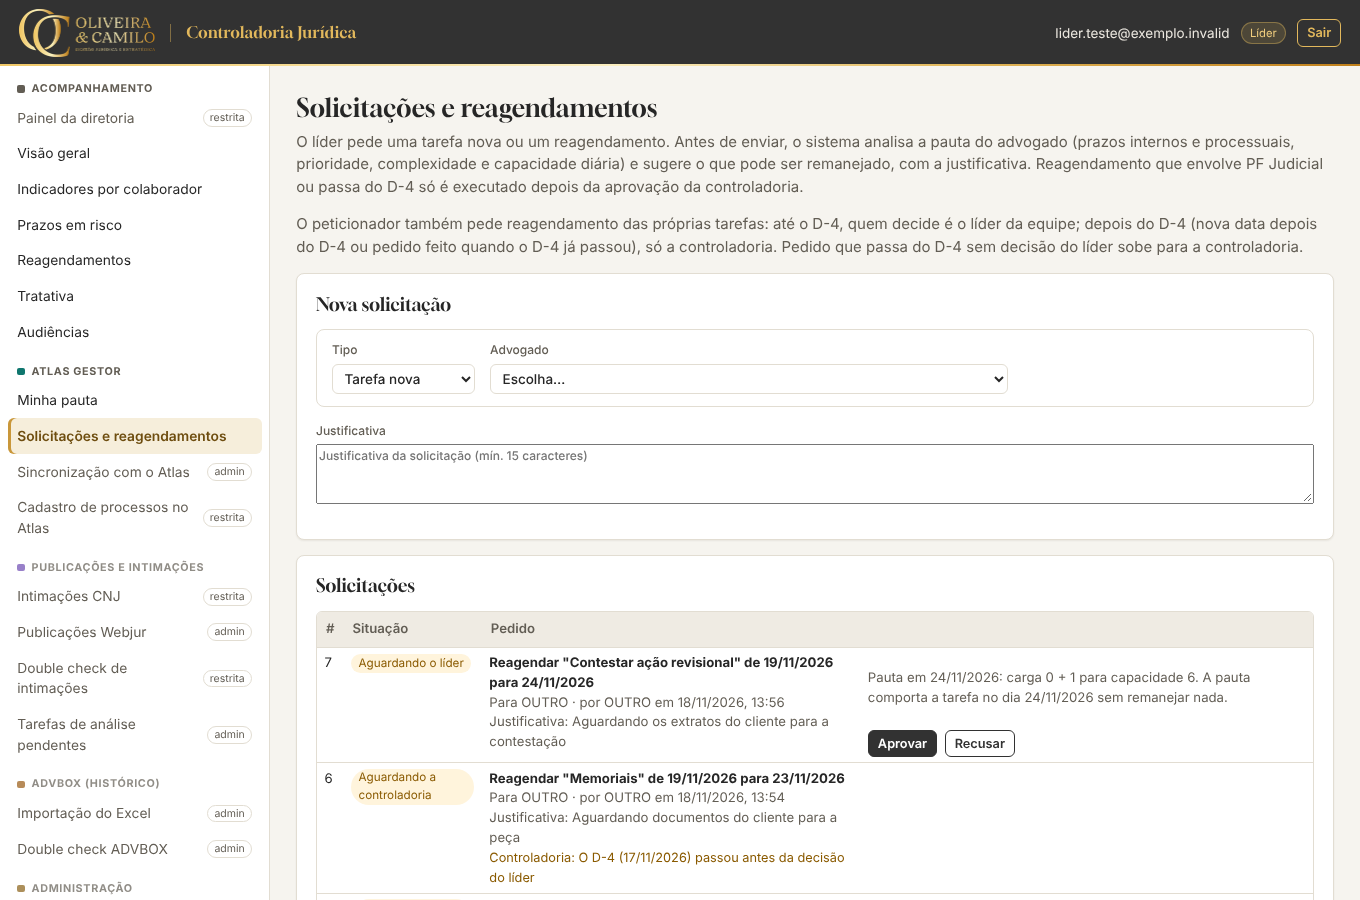 OLIVEIRA
& CAMILO
Controladoria Jurídica
lider.teste@exemplo.invalid
Líder
Sair
ACOMPANHAMENTO
Painel da diretoria
restrita
Visão geral
Indicadores por colaborador
Prazos em risco
Reagendamentos
Tratativa
Audiências
ATLAS GESTOR
Minha pauta
Solicitações e reagendamentos
Sincronização com o Atlas
admin
Cadastro de processos no
Atlas
restrita
PUBLICAÇÕES E INTIMAÇÕES
Intimações CNJ
restrita
Publicações Webjur
admin
Double check de
intimações
restrita
Tarefas de análise
pendentes
admin
ADVBOX (HISTÓRICO)
Importação do Excel
admin
Double check ADVBOX
admin
ADMINISTRAÇÃO
Solicitações e reagendamentos
O líder pede uma tarefa nova ou um reagendamento. Antes de enviar, o sistema analisa a pauta do advogado (prazos internos e processuais,
prioridade, complexidade e capacidade diária) e sugere o que pode ser remanejado, com a justificativa. Reagendamento que envolve PF Judicial
ou passa do D-4 só é executado depois da aprovação da controladoria.
O peticionador também pede reagendamento das próprias tarefas: até o D-4, quem decide é o líder da equipe; depois do D-4 (nova data depois
do D-4 ou pedido feito quando o D-4 já passou), só a controladoria. Pedido que passa do D-4 sem decisão do líder sobe para a controladoria.
Nova solicitação
Tipo
Advogado
Tarefa nova
Escolha...
Justificativa
Justificativa da solicitação (mín. 15 caracteres)
Solicitações
# Situação Pedido
7
Aguardando o líder
Reagendar "Contestar ação revisional" de 19/11/2026
para 24/11/2026
Para OUTRO · por OUTRO em 18/11/2026, 13:56
Justificativa: Aguardando os extratos do cliente para a
contestação
Pauta em 24/11/2026: carga 0 + 1 para capacidade 6. A pauta
comporta a tarefa no dia 24/11/2026 sem remanejar nada.
Aprovar
Recusar
6
Aguardando a
controladoria
Reagendar "Memoriais" de 19/11/2026 para 23/11/2026
Para OUTRO · por OUTRO em 18/11/2026, 13:54
Justificativa: Aguardando documentos do cliente para a
peça
Controladoria: O D-4 (17/11/2026) passou antes da decisão
do líder